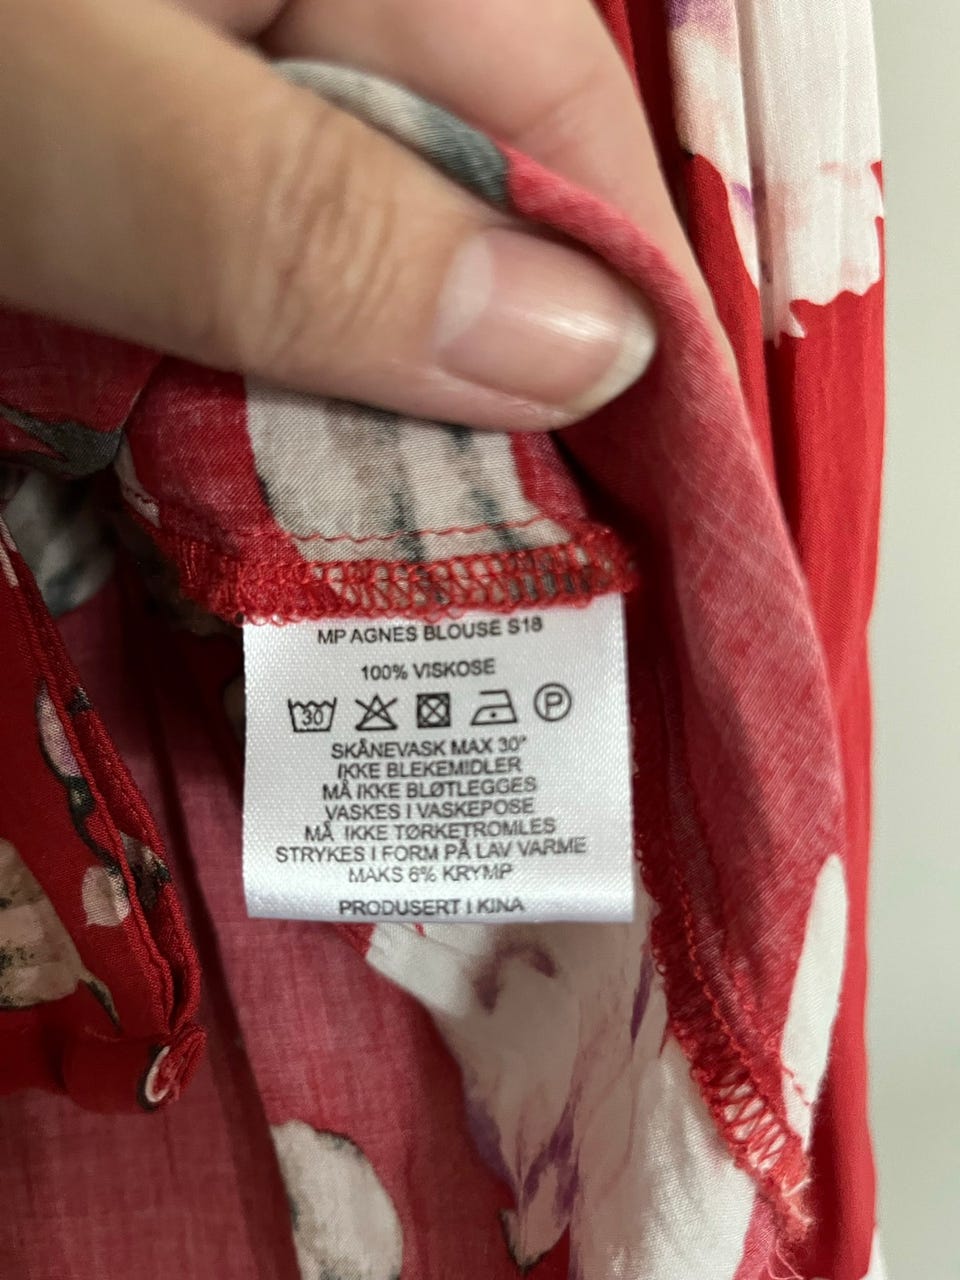 MP AGNES BLOUSE S18
100% VISKOSE
30 P
SKÅNEVASK MAX 30°
IKKE BLEKEMIDLER
MÅ IKKE BLØTLEGGES
VASKES I VASKEPOSE
MÅ IKKE TØRKETROMLES
STRYKES I FORM PÅ LAV VARME
MAKS 6% KRYMP
PRODUSERT I KINA